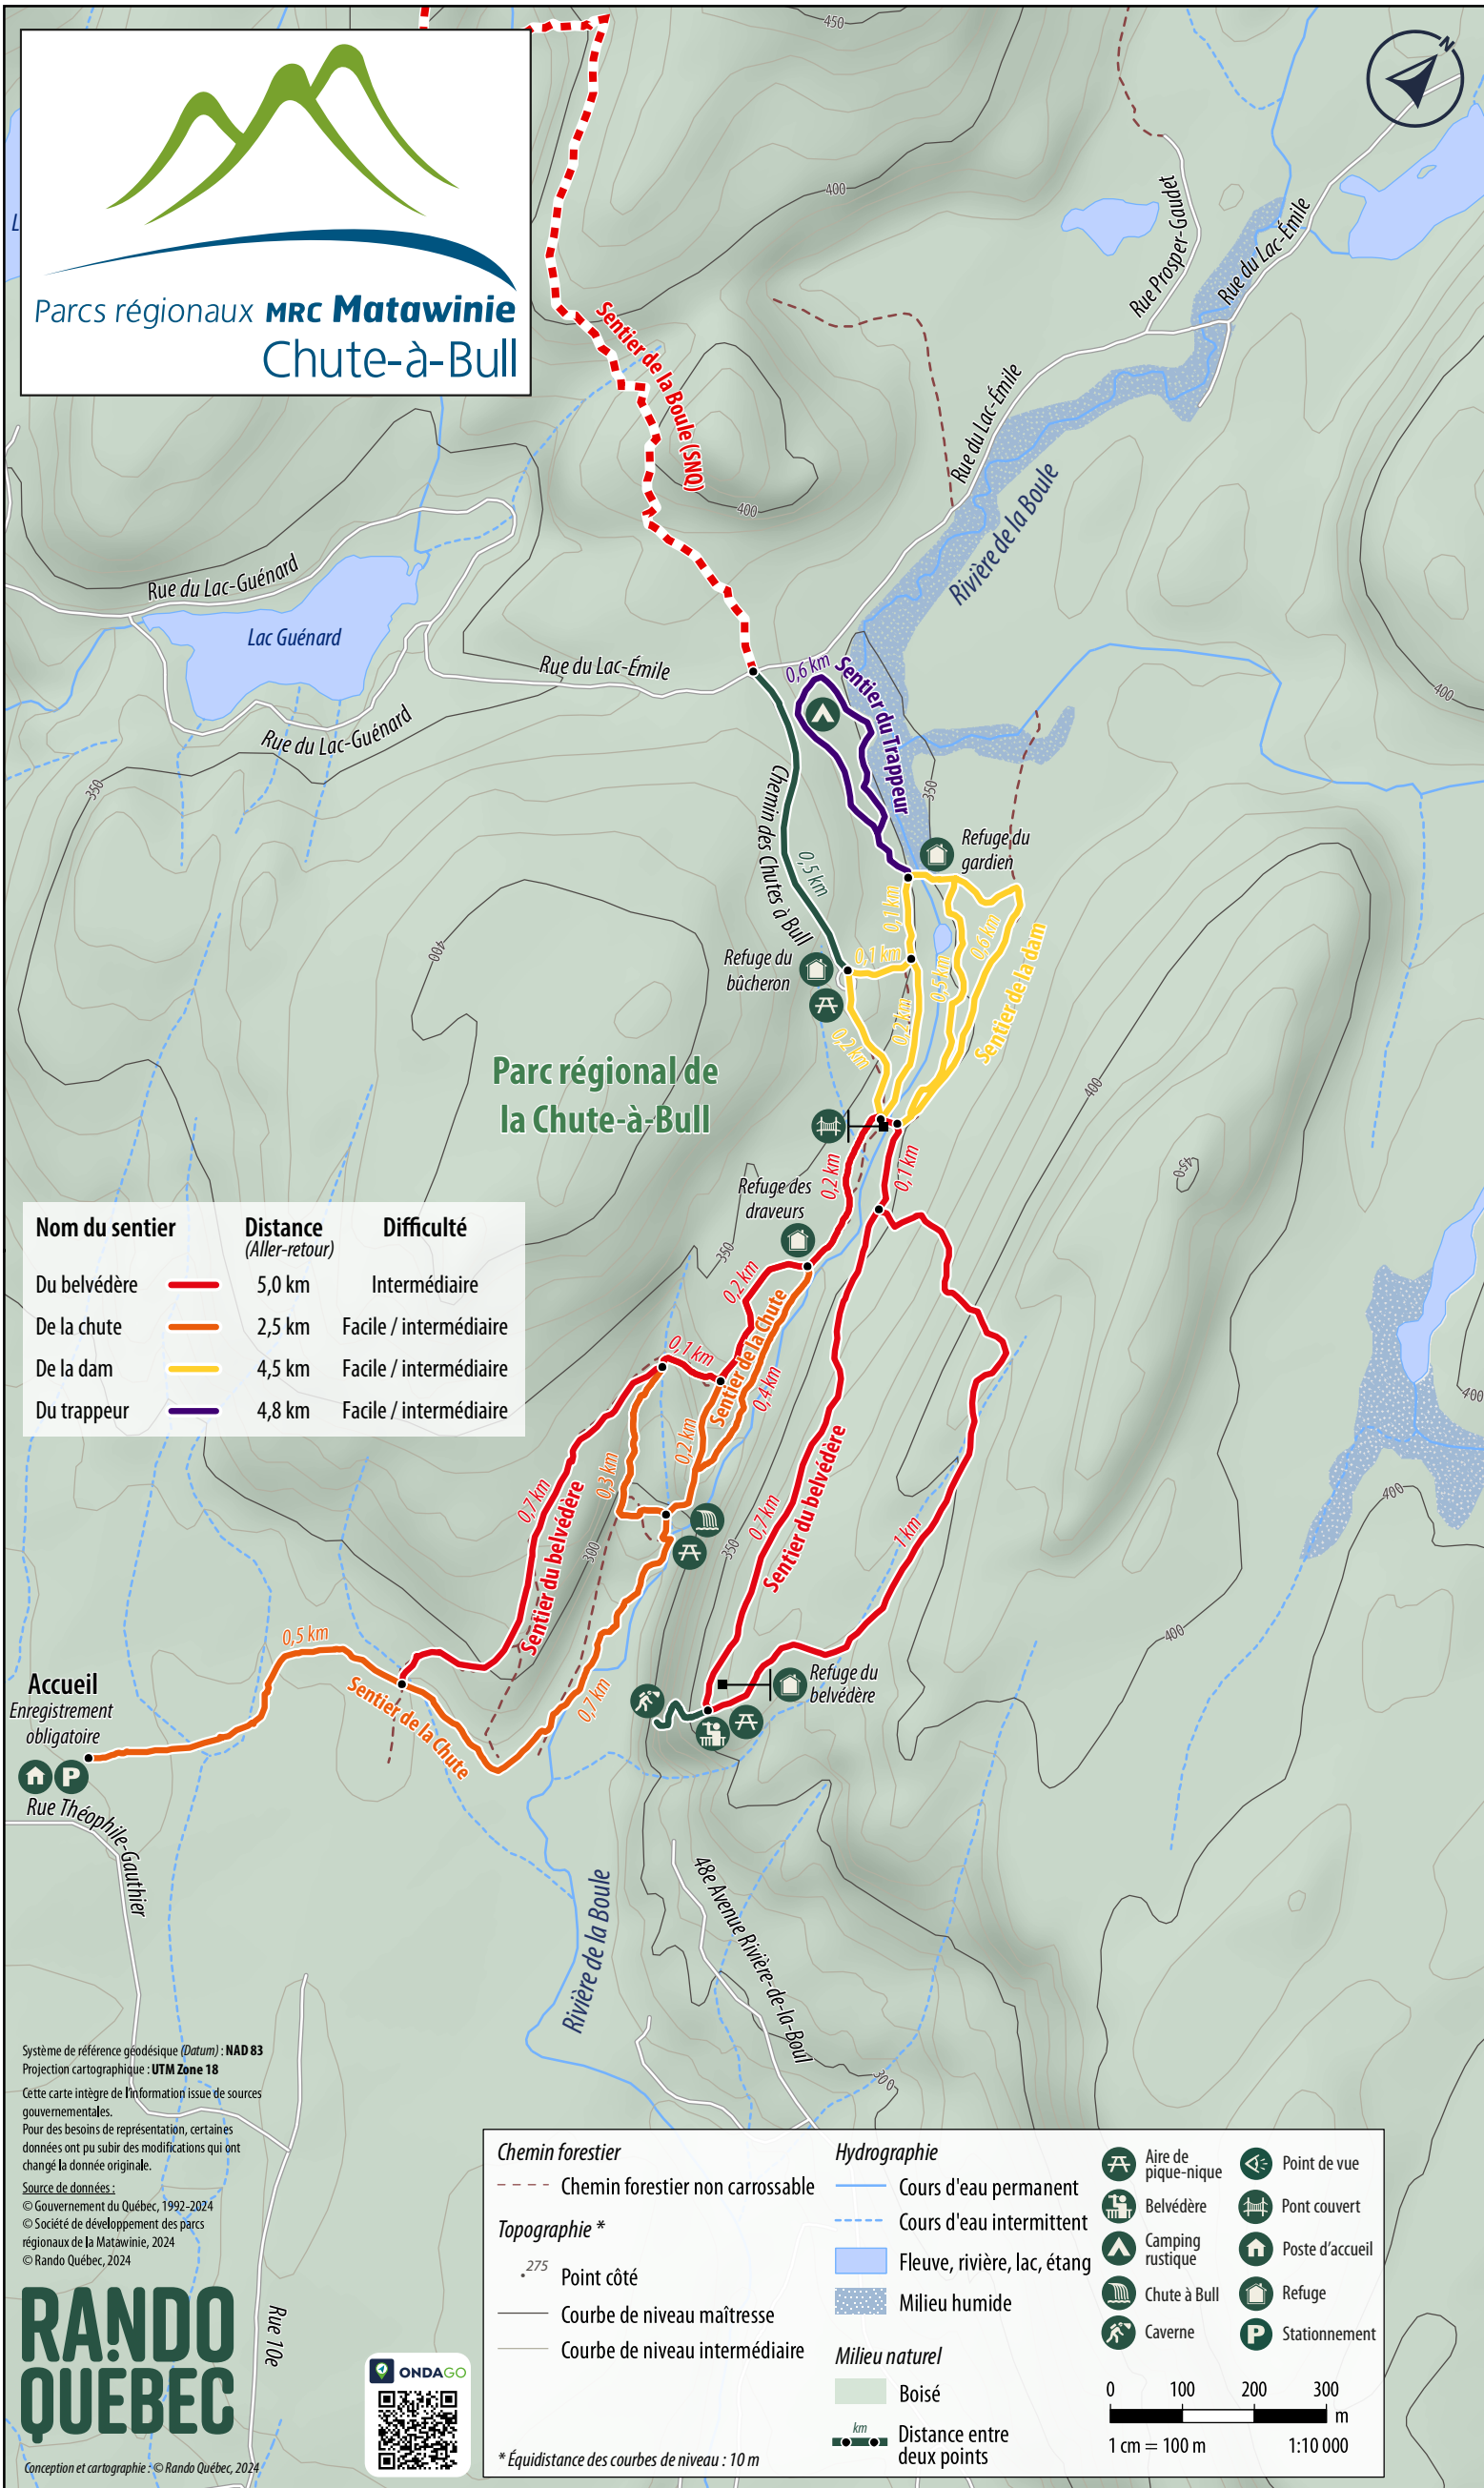 Parcs régionaux MRC Matawinie
Chute-à-Bull
N
450
400
Sentier de la Boule (SNQ)
400
Rue Prosper-Gaudet
Rue du Lac-Émile
Rue du Lac-Émile
Rivière de la Boule
Rue du Lac-Guénard
Lac Guénard
Rue du Lac-Émile
Rue du Lac-Guénard
0,6 km
Sentier du Trappeur
400
350
350
Chemin des Chutes à Bull
0,5 km
Refuge du
gardien
0,1 km
0,1 km
0,6 km
0,5 km
Sentier de la dam
400
Refuge du
bûcheron
0,2 km
0,2 km
Parc régional de
la Chute-à-Bull
400
450
0,2 km
0,1 km
Refuge des
draveurs
350
Nom du sentier Distance Difficulté
(Aller-retour)
Du belvédère 5,0 km Intermédiaire
De la chute 2,5 km Facile / intermédiaire
De la dam 4,5 km Facile / intermédiaire
Du trappeur 4,8 km Facile / intermédiaire
0,2 km
0,1 km
Sentier de la Chute
0,4 km
0,2 km
0,3 km
0,7 km
Sentier du belvédère
300
350
0,7 km
Sentier du belvédère
1 km
400
400
400
0,5 km
Accueil
Enregistrement
obligatoire
P
Sentier de la Chute
0,7 km
Refuge du
belvédère
Rue Théophile-Gauthier
48e Avenue Rivière-de-la-Boul
Rivière de la Boule
300
Système de référence géodésique (Datum) : NAD 83
Projection cartographique : UTM Zone 18
Cette carte intègre de l'information issue de sources
gouvernementales.
Pour des besoins de représentation, certaines
données ont pu subir des modifications qui ont
changé la donnée originale.
Source de données :
© Gouvernement du Québec, 1992-2024
© Société de développement des parcs
régionaux de la Matawinie, 2024
© Rando Québec, 2024
RANDO
QUÉBEC
Conception et cartographie : © Rando Québec, 2024
Rue 10e
ONDAGO
Chemin forestier
Chemin forestier non carrossable
Topographie *
275
Point côté
Courbe de niveau maîtresse
Courbe de niveau intermédiaire
* Équidistance des courbes de niveau : 10 m
Hydrographie
Cours d'eau permanent
Cours d'eau intermittent
Fleuve, rivière, lac, étang
Milieu humide
Milieu naturel
Boisé
km
Distance entre
deux points
Aire de
pique-nique
Belvédère
Camping
rustique
Chute à Bull
Caverne
Point de vue
Pont couvert
Poste d'accueil
Refuge
P Stationnement
0 100 200 300
m
1 cm = 100 m 1:10 000